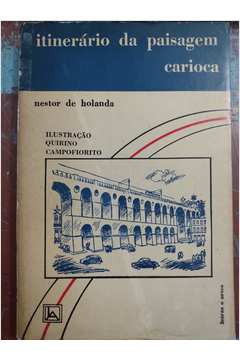 itinerário da paisagem
carioca
nestor de holanda
ILUSTRAÇÃO
QUIRINO
CAMPOFIORITO